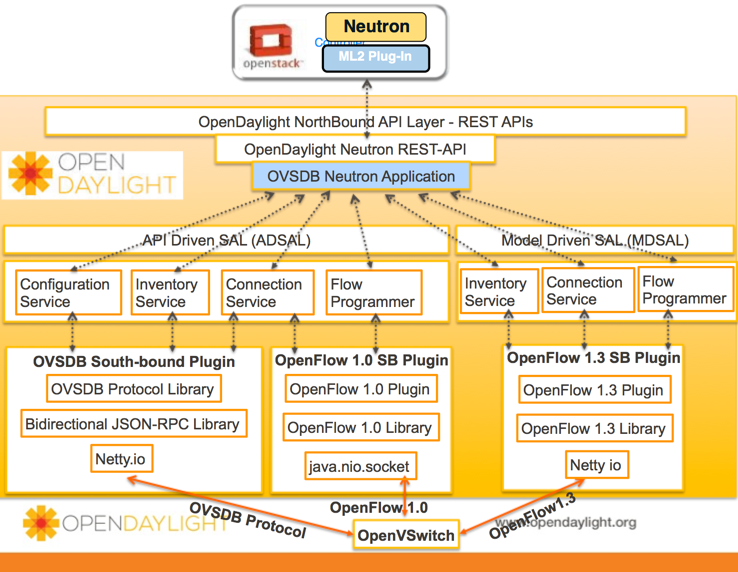 Neutron
Controller
ML2 Plug-In
openstack
OpenDaylight NorthBound API Layer - REST APIs
OpenDaylight Neutron REST-API
OVSDB Neutron Application
OPEN
DAYLIGHT
API Driven SAL (ADSAL)
Model Driven SAL (MDSAL)
Configuration
Service
Inventory
Service
Connection
Service
Flow
Programmer
Inventory
Service
Connection
Service
Flow
Programmer
OVSDB South-bound Plugin
OVSDB Protocol Library
Bidirectional JSON-RPC Library
Netty.io
OpenFlow 1.0 SB Plugin
OpenFlow 1.0 Plugin
OpenFlow 1.0 Library
java.nio.socket
OpenFlow 1.3 SB Plugin
OpenFlow 1.3 Plugin
OpenFlow 1.3 Library
Netty io
OPENDAYLIGHT
OVSDB Protocol
OpenFlow 1.0
OpenFlow1.3
www.opendaylight.org
OpenVSwitch